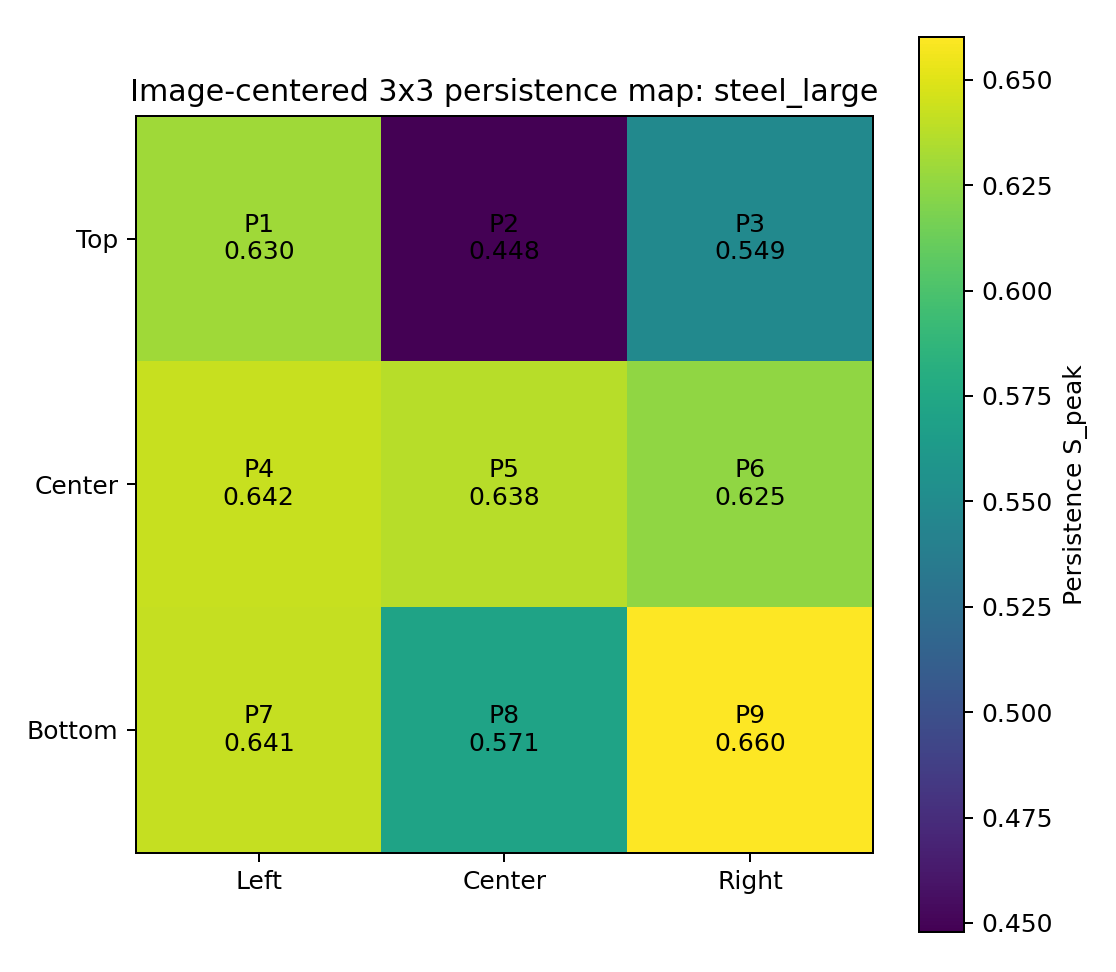 Image-centered 3x3 persistence map: steel_large
Top
P1
0.630
P2
0.448
P3
0.549
Center
P4
0.642
P5
0.638
P6
0.625
Bottom
P7
0.641
P8
0.571
P9
0.660
Left
Center
Right
0.650
0.625
0.600
0.575
0.550
0.525
0.500
0.475
0.450
Persistence S_peak